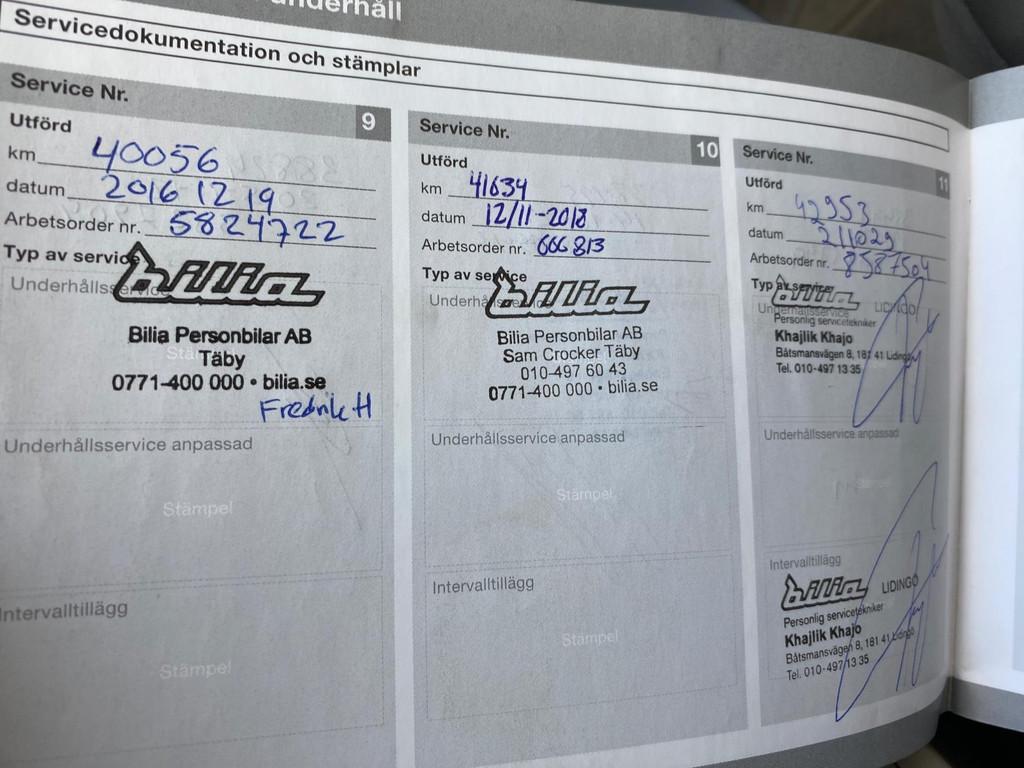 underhåll
Servicedokumentation och stämplar
Service Nr. 9
Utförd
km 40056
datum 2016 12 19
Arbetsorder nr. 5824722
Typ av service
Underhållsservice
bilia
Bilia Personbilar AB
Täby
0771-400 000 • bilia.se
Fredrik H
Underhållsservice anpassad
Stämpel
Intervalltillägg
Stämpel
Service Nr. 10
Utförd
km 41634
datum 12/11-2018
Arbetsorder nr. 666813
Typ av service
Underhållsservice
bilia
Bilia Personbilar AB
Sam Crocker Täby
010-497 60 43
0771-400 000 • bilia.se
Underhållsservice anpassad
Stämpel
Intervalltillägg
Stämpel
Service Nr. 11
Utförd
km 42953
datum 211029
Arbetsorder nr. 8587504
Typ av service
Underhållsservice
bilia LIDINGÖ
Personlig servicetekniker
Khajlik Khajo
Båtsmansvägen 8, 181 41 Lidingö
Tel. 010-497 13 35
Underhållsservice anpassad
Intervalltillägg
bilia LIDINGÖ
Personlig servicetekniker
Khajlik Khajo
Båtsmansvägen 8, 181 41 Lidingö
Tel. 010-497 13 35